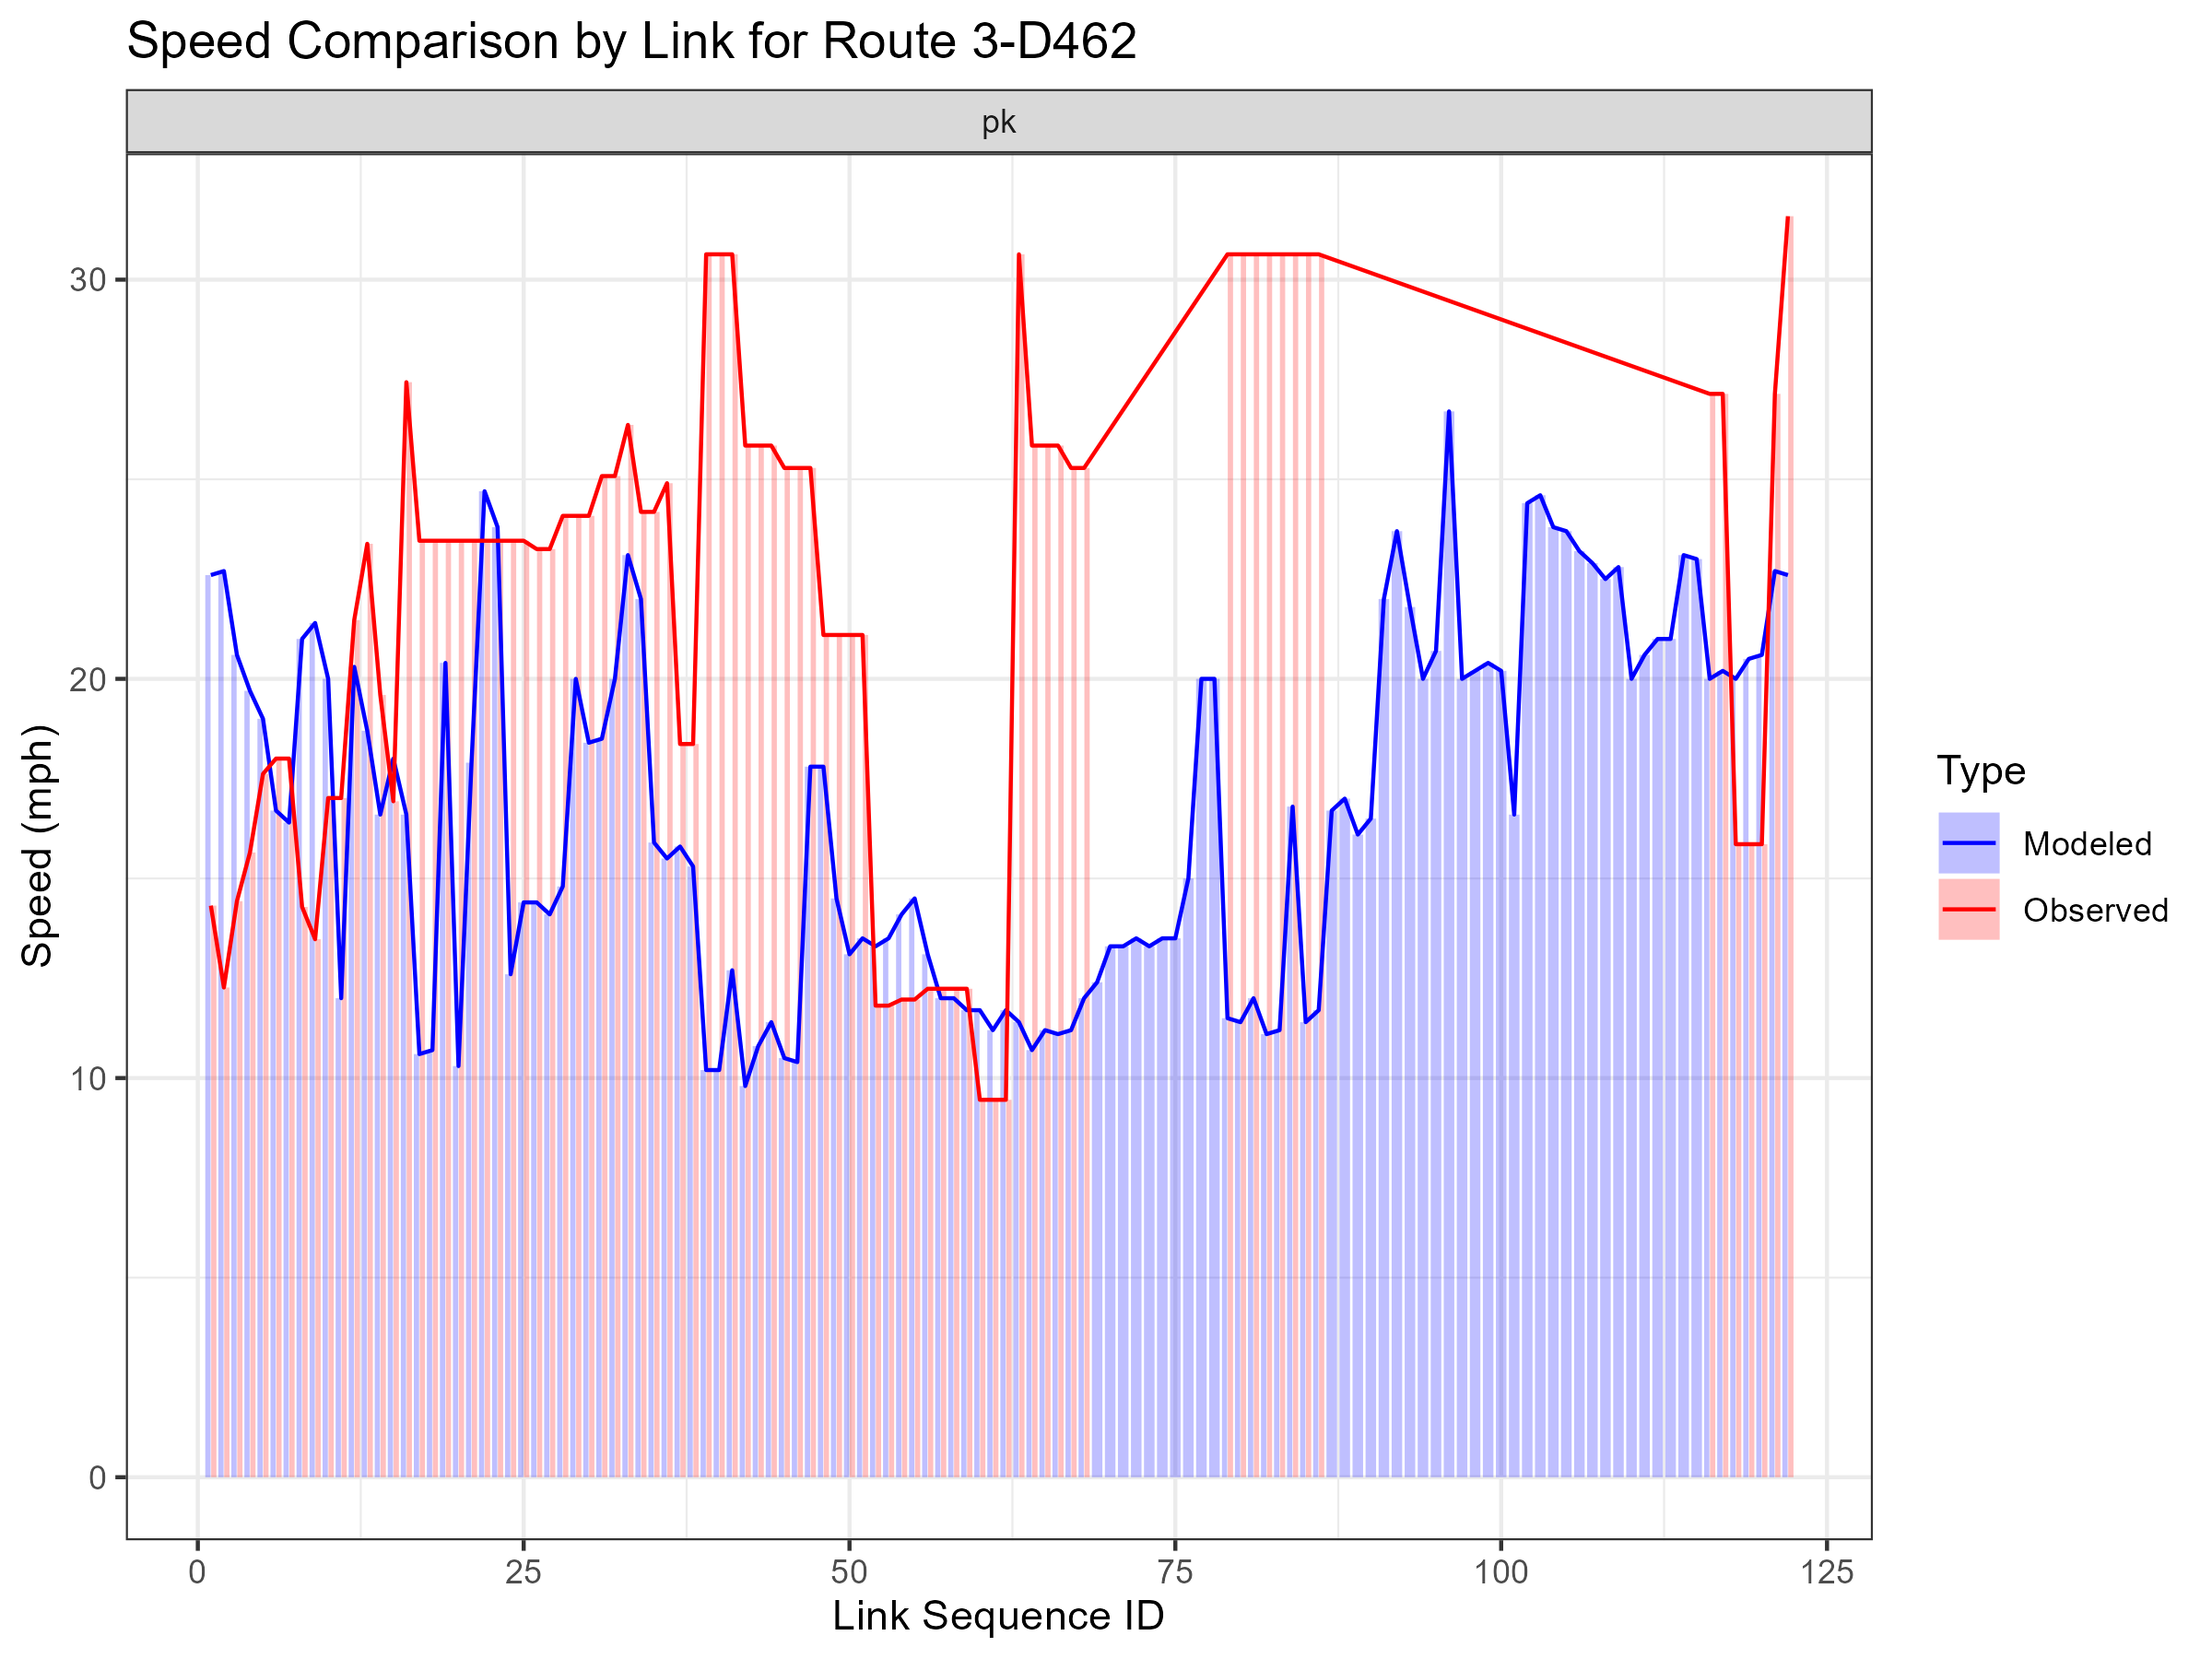 Speed Comparison by Link for Route 3-D462
pk
30
20
10
0
Speed (mph)
0 25 50 75 100 125
Link Sequence ID
Type
Modeled
Observed